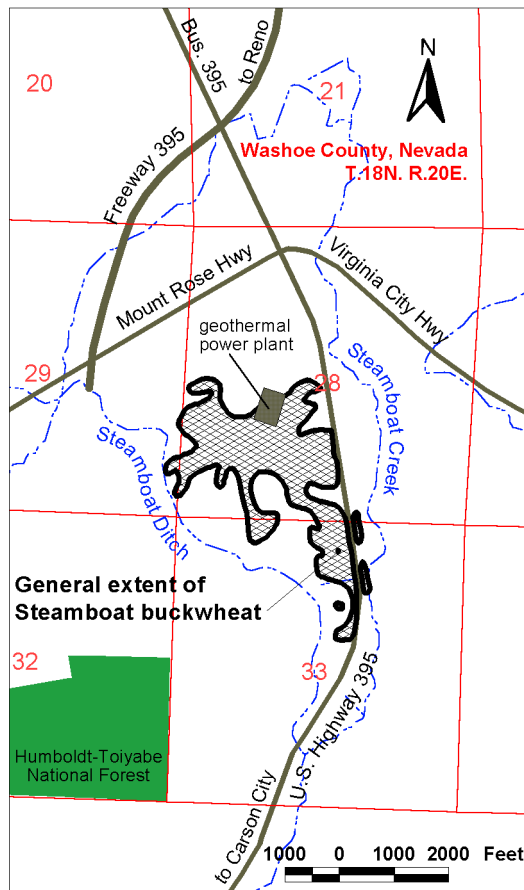 20
Bus. 395
to Reno
21
N
Washoe County, Nevada
T.18N. R.20E.
Freeway 395
Mount Rose Hwy
Virginia City Hwy
geothermal
power plant
29
28
Steamboat Creek
Steamboat Ditch
General extent of
Steamboat buckwheat
32
33
U.S. Highway 395
Humboldt-Toiyabe
National Forest
to Carson City
1000 0 1000 2000 Feet